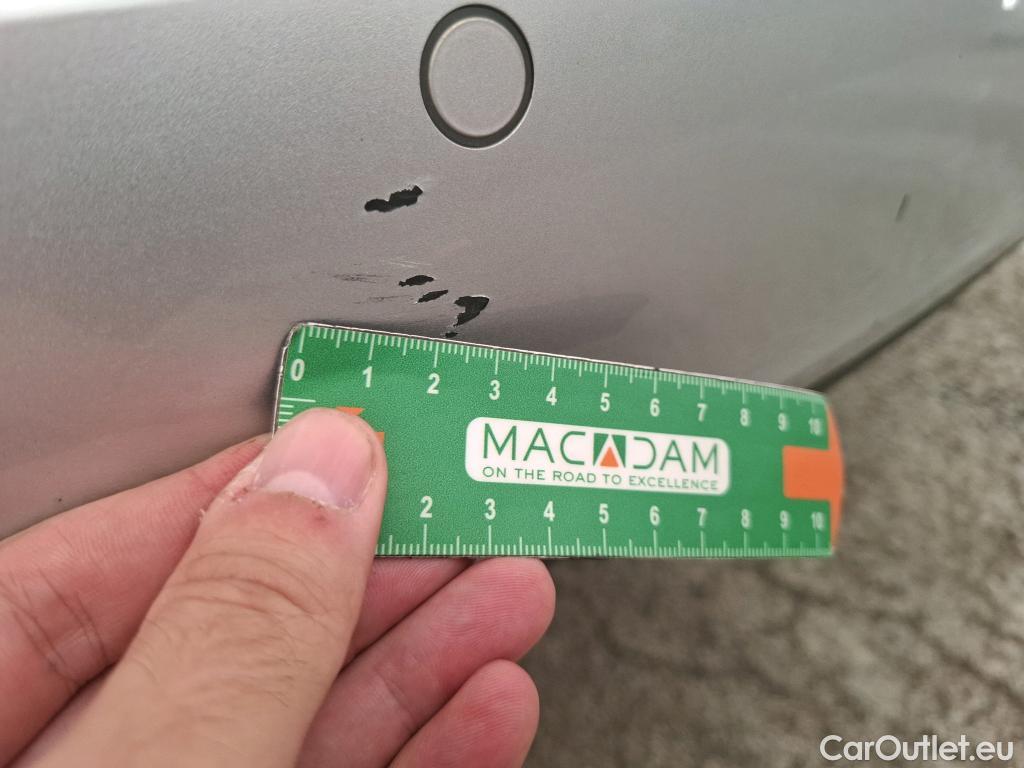 0 1 2 3 4 5 6 7 8 9 10
MACADAM
ON THE ROAD TO EXCELLENCE
2 3 4 5 6 7 8 9 10
CarOutlet.eu